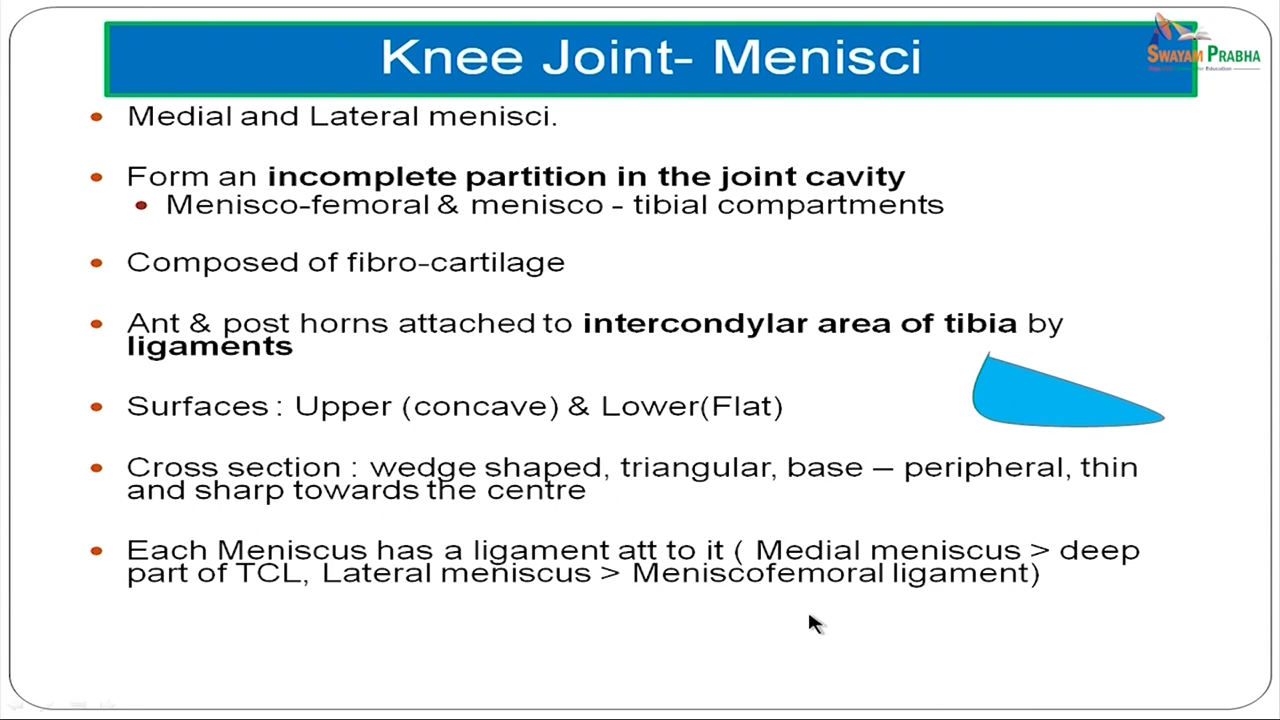 Knee Joint- Menisci
SWAYAM PRABHA
• Medial and Lateral menisci.
• Form an incomplete partition in the joint cavity
• Menisco-femoral & menisco - tibial compartments
• Composed of fibro-cartilage
• Ant & post horns attached to intercondylar area of tibia by
ligaments
• Surfaces : Upper (concave) & Lower(Flat)
• Cross section : wedge shaped, triangular, base – peripheral, thin
and sharp towards the centre
• Each Meniscus has a ligament att to it ( Medial meniscus > deep
part of TCL, Lateral meniscus > Meniscofemoral ligament)